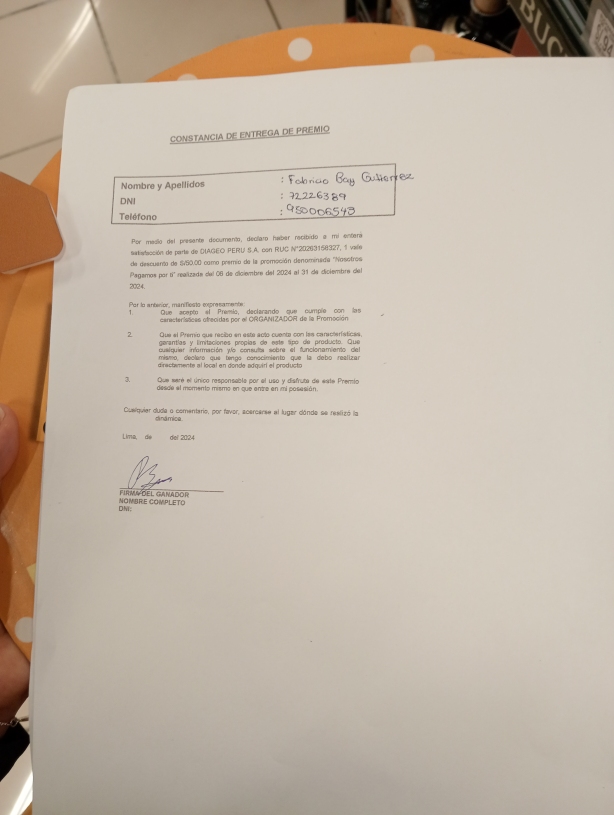 BUC
CONSTANCIA DE ENTREGA DE PREMIO
Nombre y Apellidos : Fabricio Bay Gutierrez
DNI : 72226389
Teléfono : 950006543
Por medio del presente documento, declaro haber recibido a mi entera
satisfacción de parte de DIAGEO PERU S.A. con RUC N°20263158327, 1 vale
de descuento de S/50.00 como premio de la promoción denominada "Nosotros
Pagamos por ti" realizada del 06 de diciembre del 2024 al 31 de diciembre del
2024.
Por lo anterior, manifiesto expresamente:
1. Que acepto el Premio, declarando que cumple con las
características ofrecidas por el ORGANIZADOR de la Promoción
2. Que el Premio que recibo en este acto cuenta con las características,
garantías y limitaciones propias de este tipo de producto. Que
cualquier información y/o consulta sobre el funcionamiento del
mismo, declaro que tengo conocimiento que la debo realizar
directamente al local en donde adquirí el producto
3. Que seré el único responsable por el uso y disfrute de este Premio
desde el momento mismo en que entre en mi posesión.
Cualquier duda o comentario, por favor, acercarse al lugar dónde se realizó la
dinámica.
Lima, de del 2024
FIRMA DEL GANADOR
NOMBRE COMPLETO
DNI: